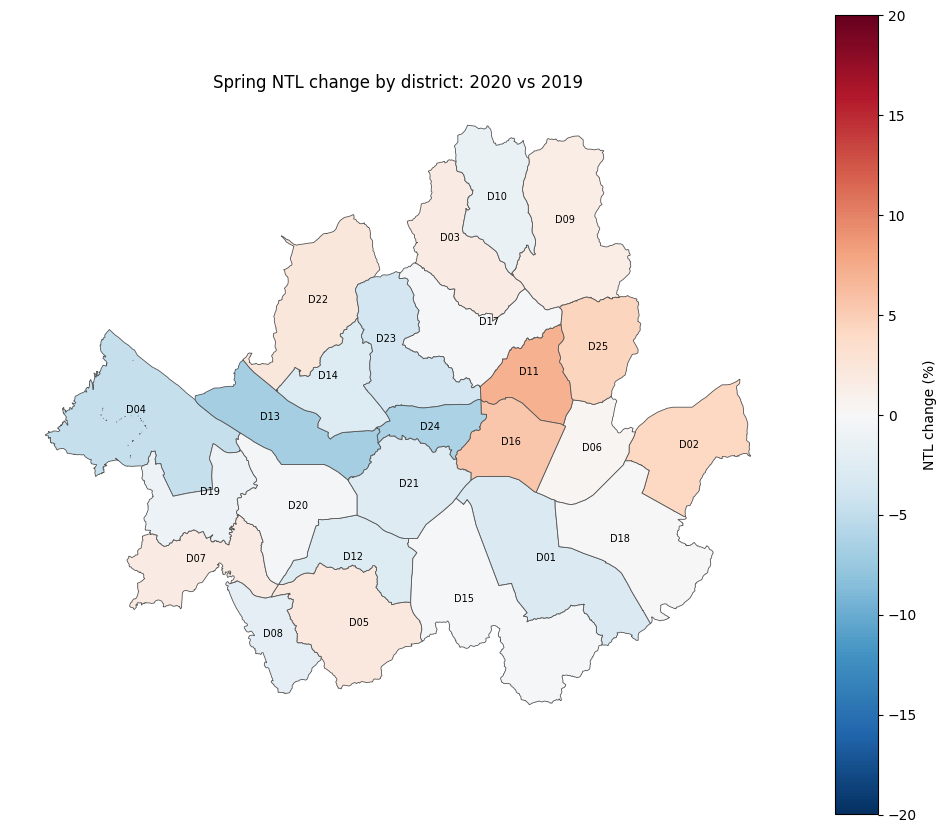 Spring NTL change by district: 2020 vs 2019
D10
D09
D03
D22
D17
D23
D25
D11
D14
D04
D13
D24
D16
D02
D06
D21
D19
D20
D18
D07
D12
D01
D15
D05
D08
20
15
10
5
0
−5
−10
−15
−20
NTL change (%)